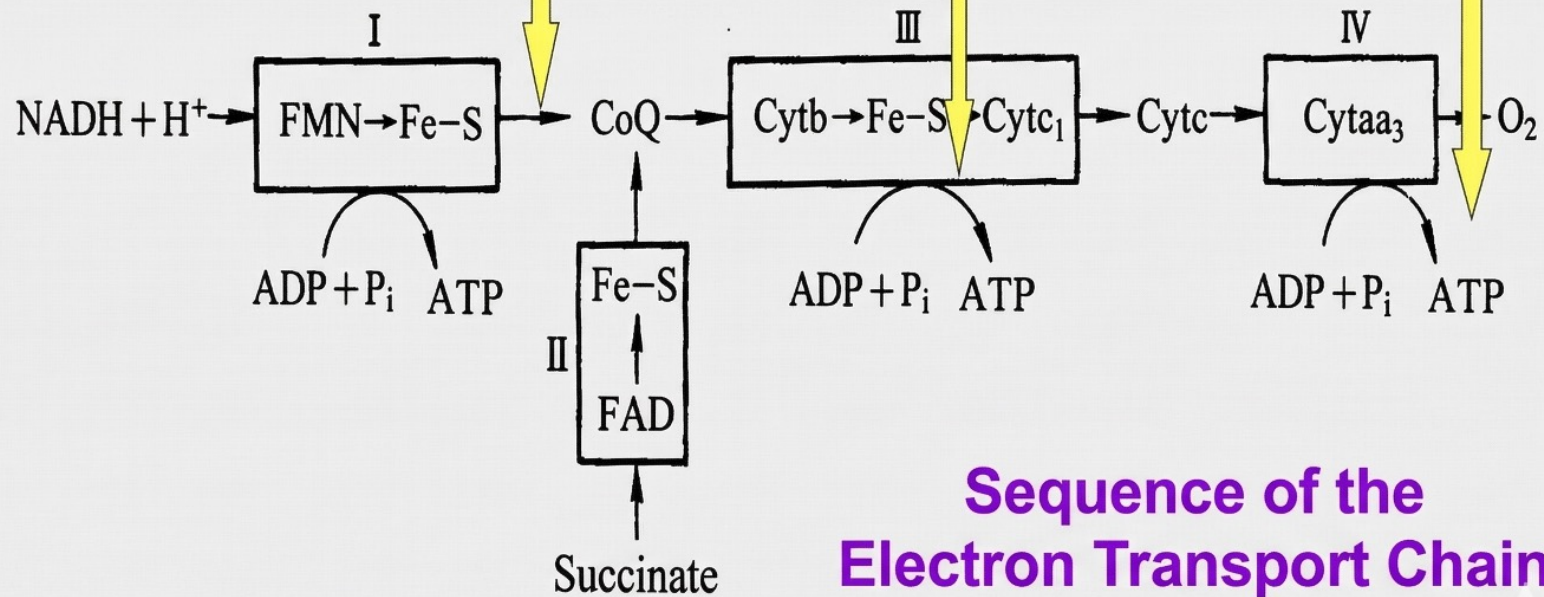 I III IV
NADH+H⁺→ FMN→Fe–S → CoQ → Cytb→Fe–S Cytc₁ → Cytc → Cytaa₃ → O₂
ADP+Pᵢ ATP ADP+Pᵢ ATP ADP+Pᵢ ATP
Fe–S
II
FAD
Succinate
Sequence of the
Electron Transport Chain